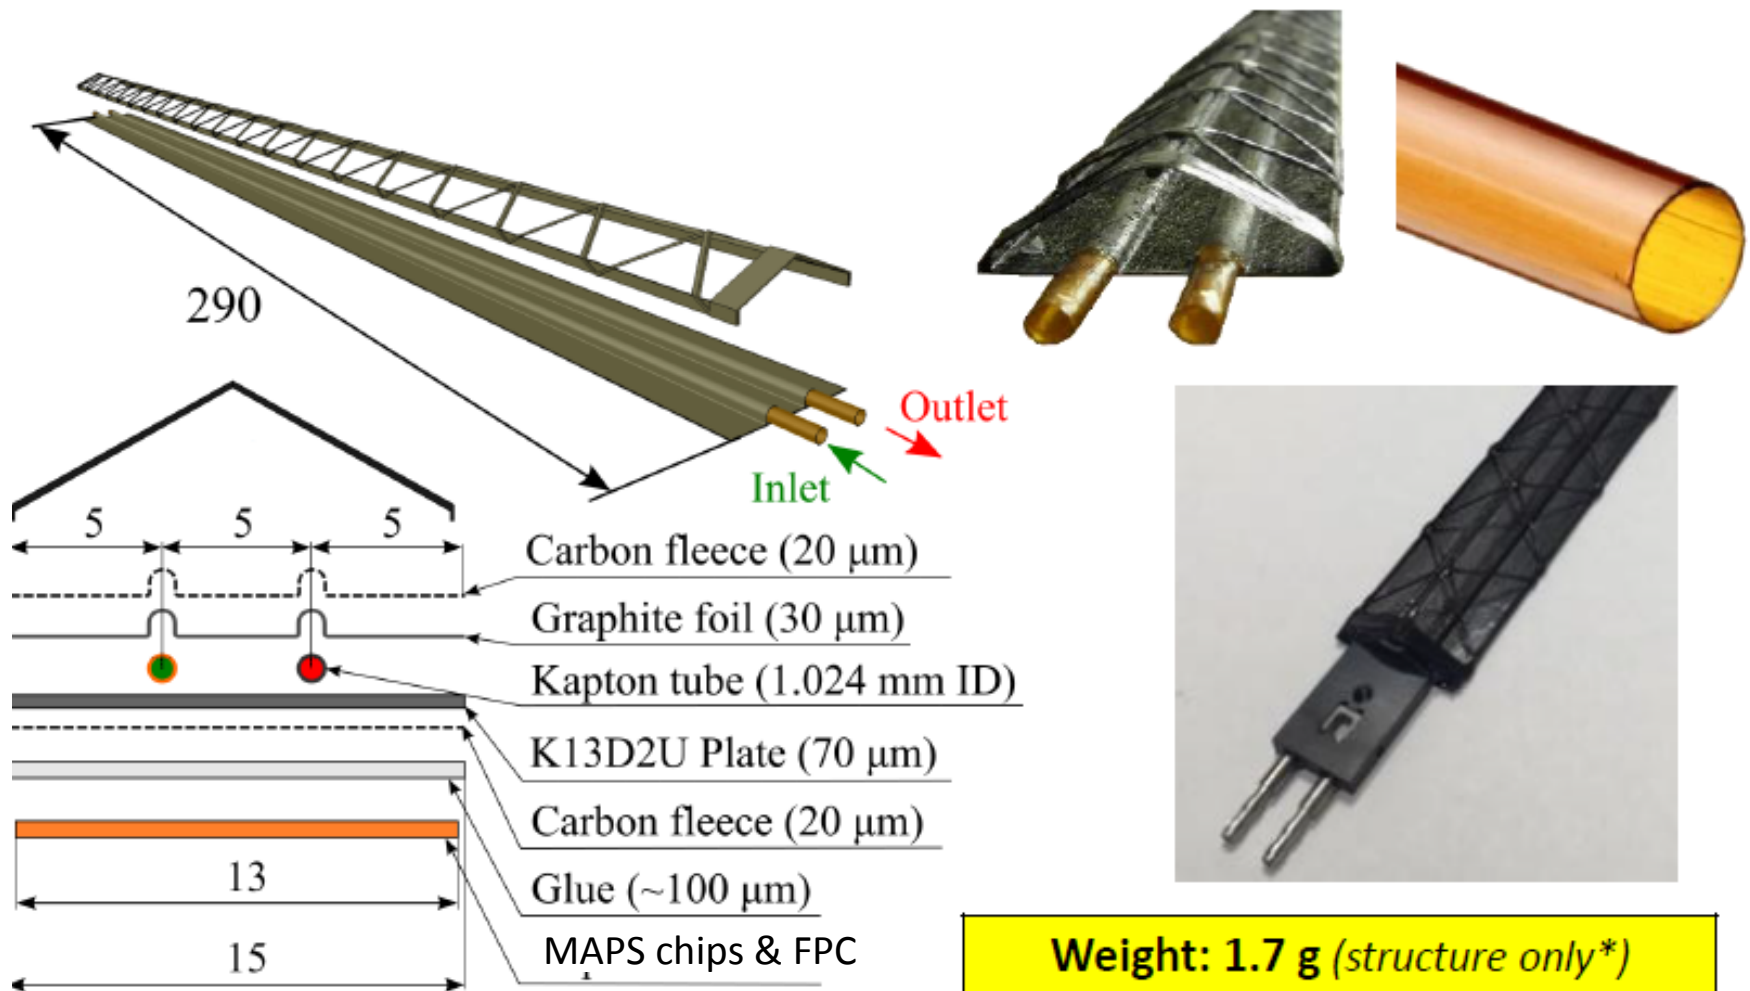 290
Outlet
Inlet
5 5 5
Carbon fleece (20 μm)
Graphite foil (30 μm)
Kapton tube (1.024 mm ID)
K13D2U Plate (70 μm)
Carbon fleece (20 μm)
13
Glue (~100 μm)
MAPS chips & FPC
15
Weight: 1.7 g (structure only*)